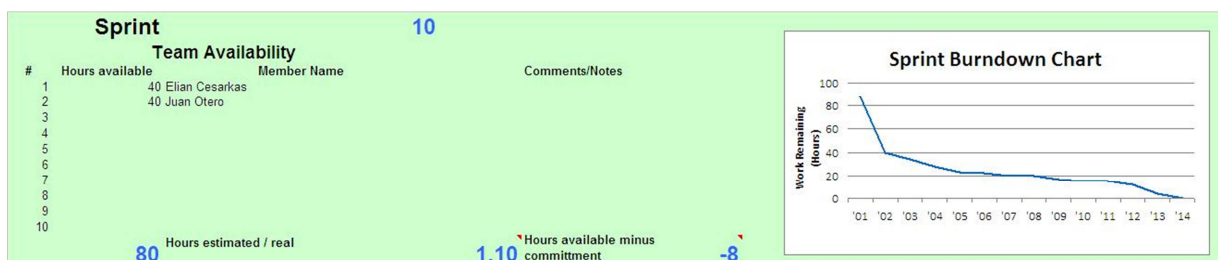 Sprint 10
Team Availability
# Hours available Member Name Comments/Notes
1 40 Elian Cesarkas
2 40 Juan Otero
3
4
5
6
7
8
9
10
80 Hours estimated / real 1.10 Hours available minus committment -8
Sprint Burndown Chart
Work Remaining
(Hours)
100
80
60
40
20
0
'01 '02 '03 '04 '05 '06 '07 '08 '09 '10 '11 '12 '13 '14